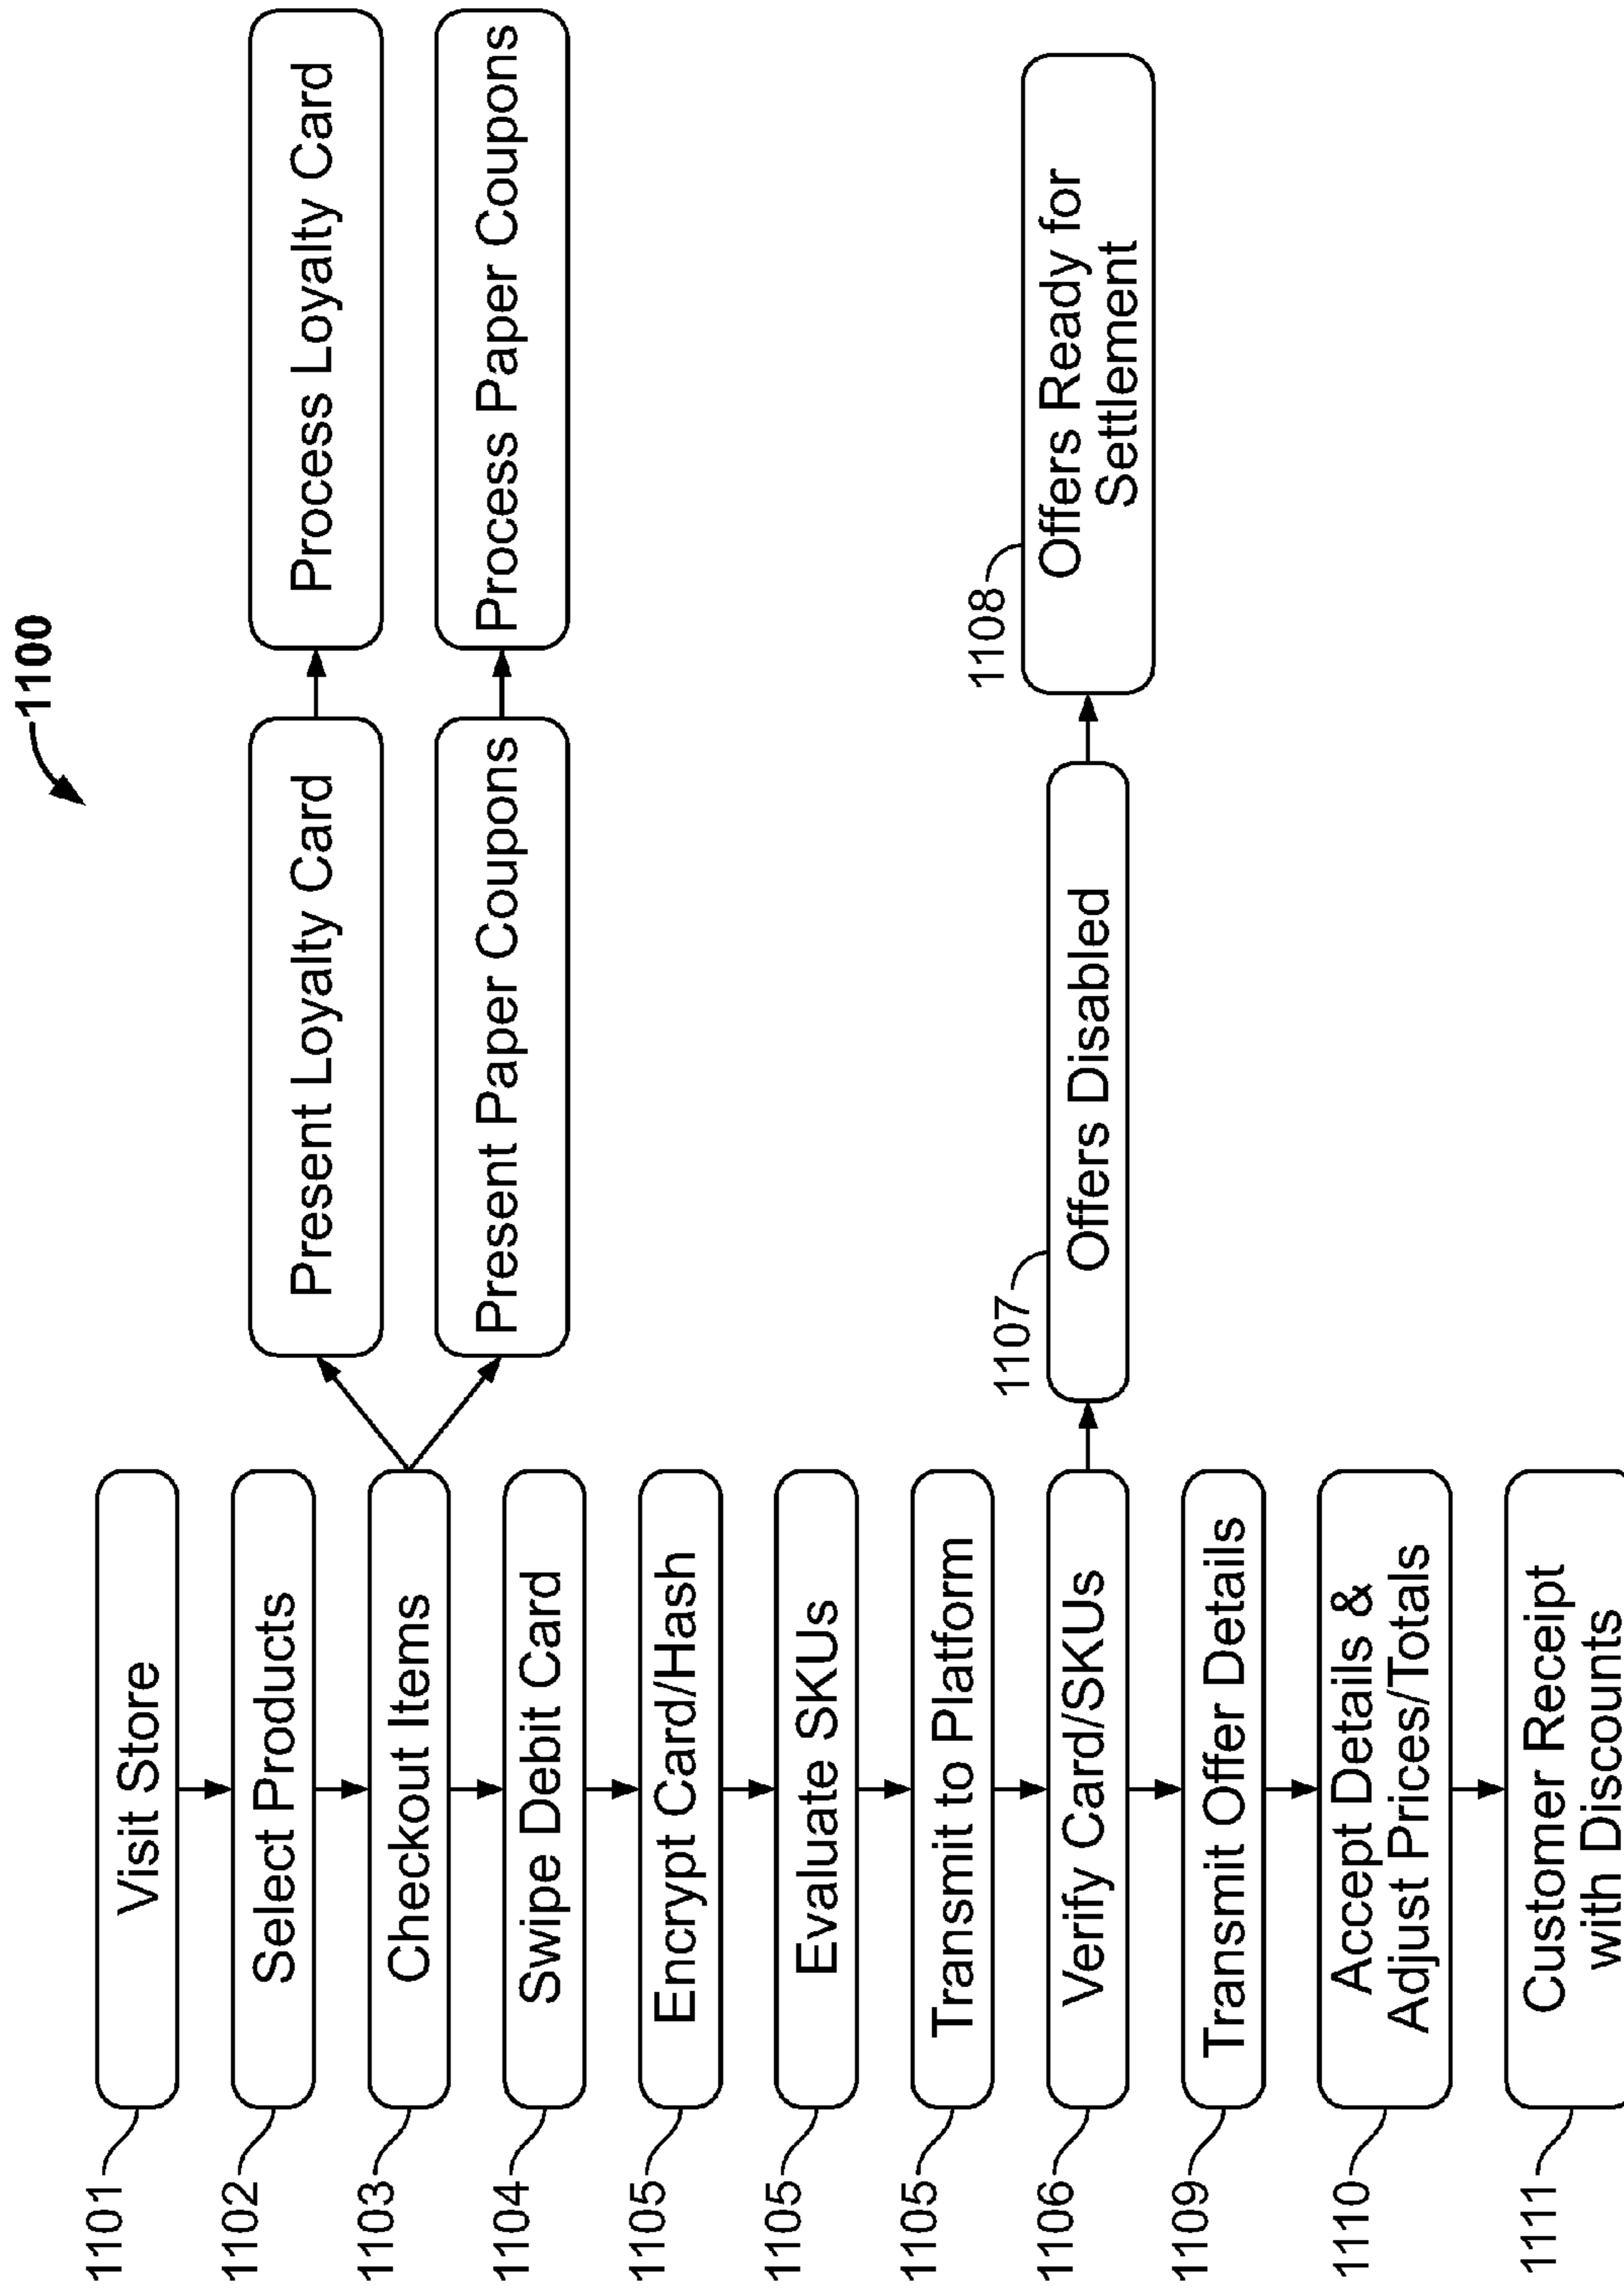 1100
1101
Visit Store
1102
Select Products
1103
Checkout Items
Present Loyalty Card
Process Loyalty Card
Present Paper Coupons
Process Paper Coupons
1104
Swipe Debit Card
1105
Encrypt Card/Hash
1105
Evaluate SKUs
1105
Transmit to Platform
1106
Verify Card/SKUs
1107
Offers Disabled
1108
Offers Ready for
Settlement
1109
Transmit Offer Details
1110
Accept Details &
Adjust Prices/Totals
1111
Customer Receipt
with Discounts